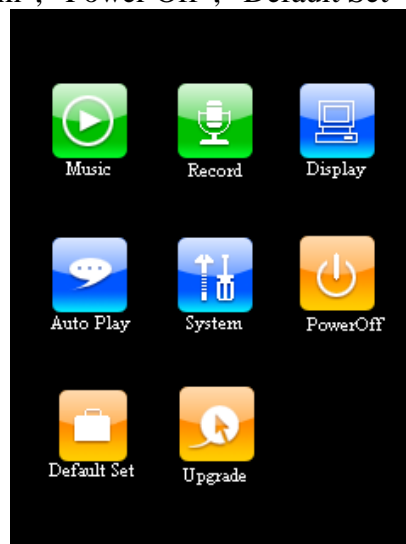 ", "Power Off", "Default Set
Music Record Display
Auto Play System PowerOff
Default Set Upgrade